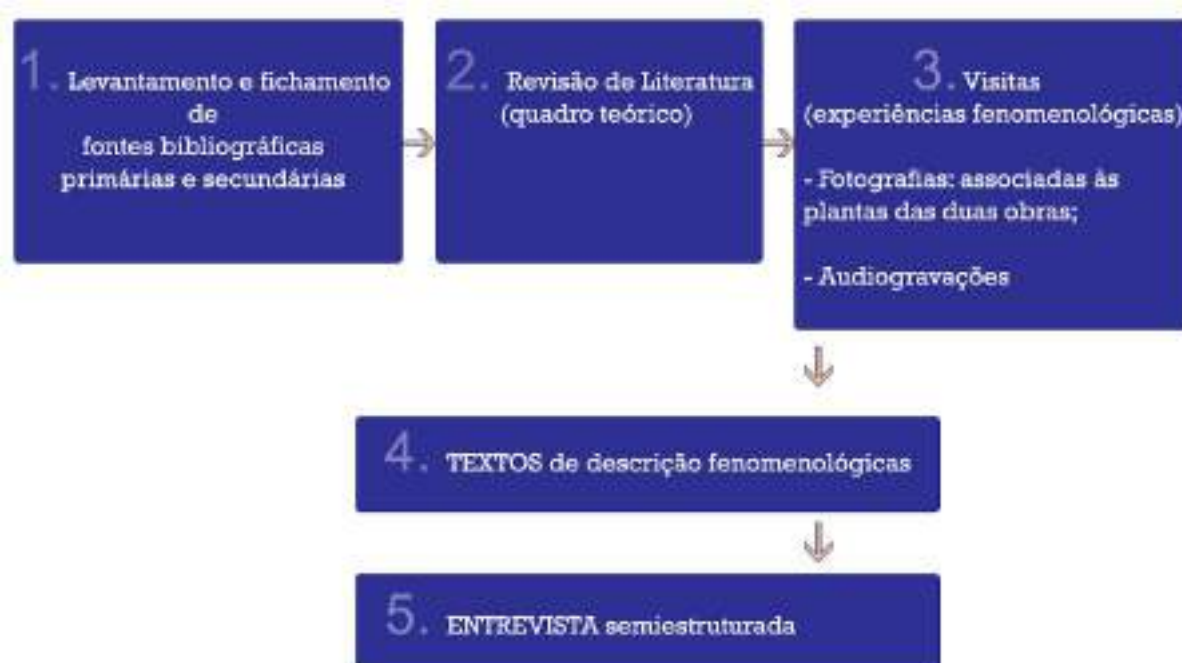 1. Levantamento e fichamento
de
fontes bibliográficas
primárias e secundárias
2. Revisão de Literatura
(quadro teórico)
3. Visitas
(experiências fenomenológicas)
- Fotografias: associadas às
plantas das duas obras;
- Audiogravações
4. TEXTOS de descrição fenomenológicas
5. ENTREVISTA semiestruturada